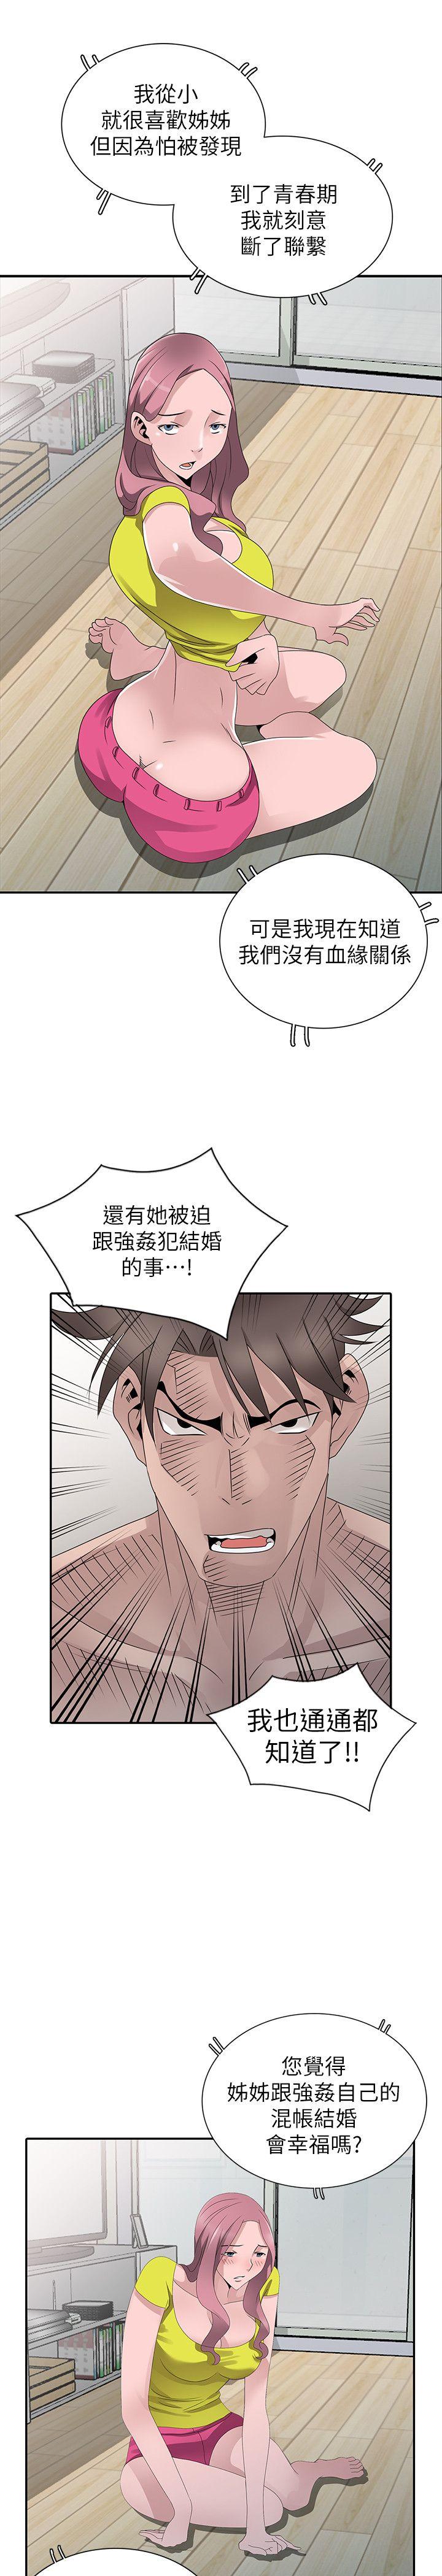 我從小
就很喜歡姊姊
但因為怕被發現
到了青春期
我就刻意
斷了聯繫
可是我現在知道
我們沒有血緣關係
還有她被迫
跟強姦犯結婚
的事…!
我也通通都
知道了!!
您覺得
姊姊跟強姦自己的
混帳結婚
會幸福嗎?